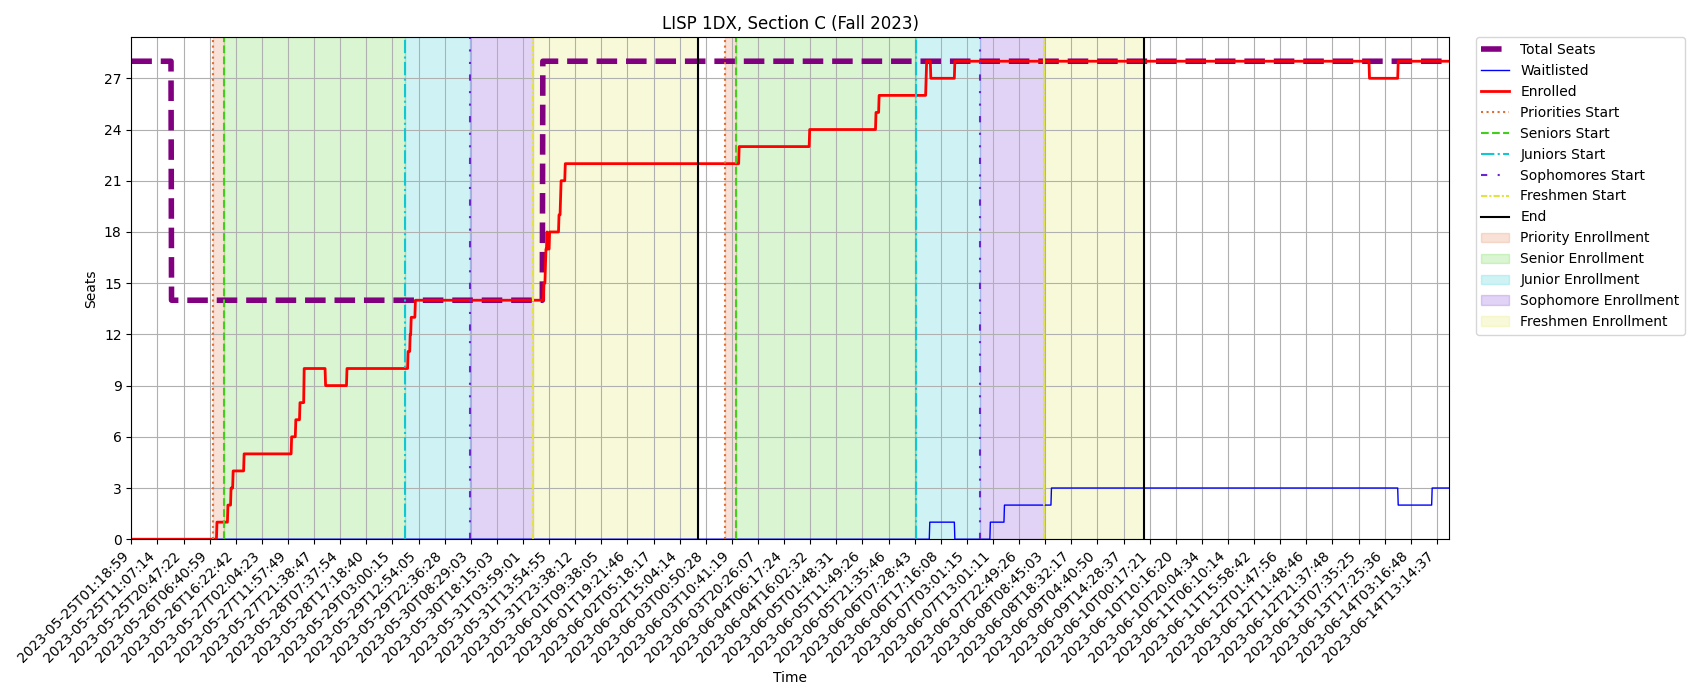 LISP 1DX, Section C (Fall 2023)
Seats
27
24
21
18
15
12
9
6
3
0
2023-05-25T01:18:59
2023-05-25T11:07:14
2023-05-25T20:47:22
2023-05-26T06:40:59
2023-05-26T16:22:42
2023-05-27T02:04:23
2023-05-27T11:57:49
2023-05-27T21:38:47
2023-05-28T07:37:54
2023-05-28T17:18:40
2023-05-29T03:00:15
2023-05-29T12:54:05
2023-05-29T22:36:28
2023-05-30T08:29:03
2023-05-30T18:15:03
2023-05-31T03:59:01
2023-05-31T13:54:55
2023-05-31T23:38:12
2023-06-01T09:38:05
2023-06-01T19:21:46
2023-06-02T05:18:17
2023-06-02T15:04:14
2023-06-03T00:50:28
2023-06-03T10:41:19
2023-06-03T20:26:07
2023-06-04T06:17:24
2023-06-04T16:02:32
2023-06-05T01:48:31
2023-06-05T11:49:26
2023-06-05T21:35:46
2023-06-06T07:28:43
2023-06-06T17:16:08
2023-06-07T03:01:15
2023-06-07T13:01:11
2023-06-07T22:49:26
2023-06-08T08:45:03
2023-06-08T18:32:17
2023-06-09T04:40:50
2023-06-09T14:28:37
2023-06-10T00:17:21
2023-06-10T10:16:20
2023-06-10T20:04:34
2023-06-11T06:10:14
2023-06-11T15:58:42
2023-06-12T01:47:56
2023-06-12T11:48:46
2023-06-12T21:37:48
2023-06-13T07:35:25
2023-06-13T17:25:36
2023-06-14T03:16:48
2023-06-14T13:14:37
Time
Total Seats
Waitlisted
Enrolled
Priorities Start
Seniors Start
Juniors Start
Sophomores Start
Freshmen Start
End
Priority Enrollment
Senior Enrollment
Junior Enrollment
Sophomore Enrollment
Freshmen Enrollment